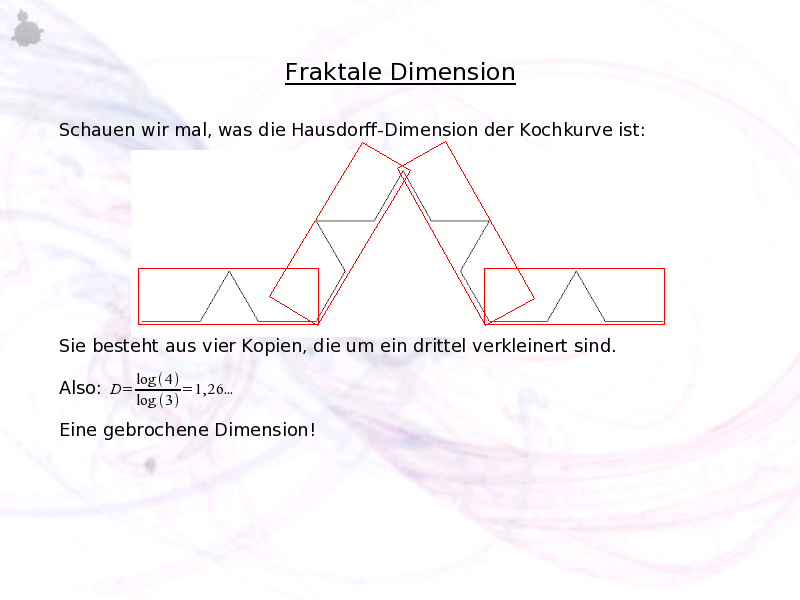 Fraktale Dimension
Schauen wir mal, was die Hausdorff-Dimension der Kochkurve ist:
Sie besteht aus vier Kopien, die um ein drittel verkleinert sind.
Also: D=log(4)/log(3)=1,26...
Eine gebrochene Dimension!